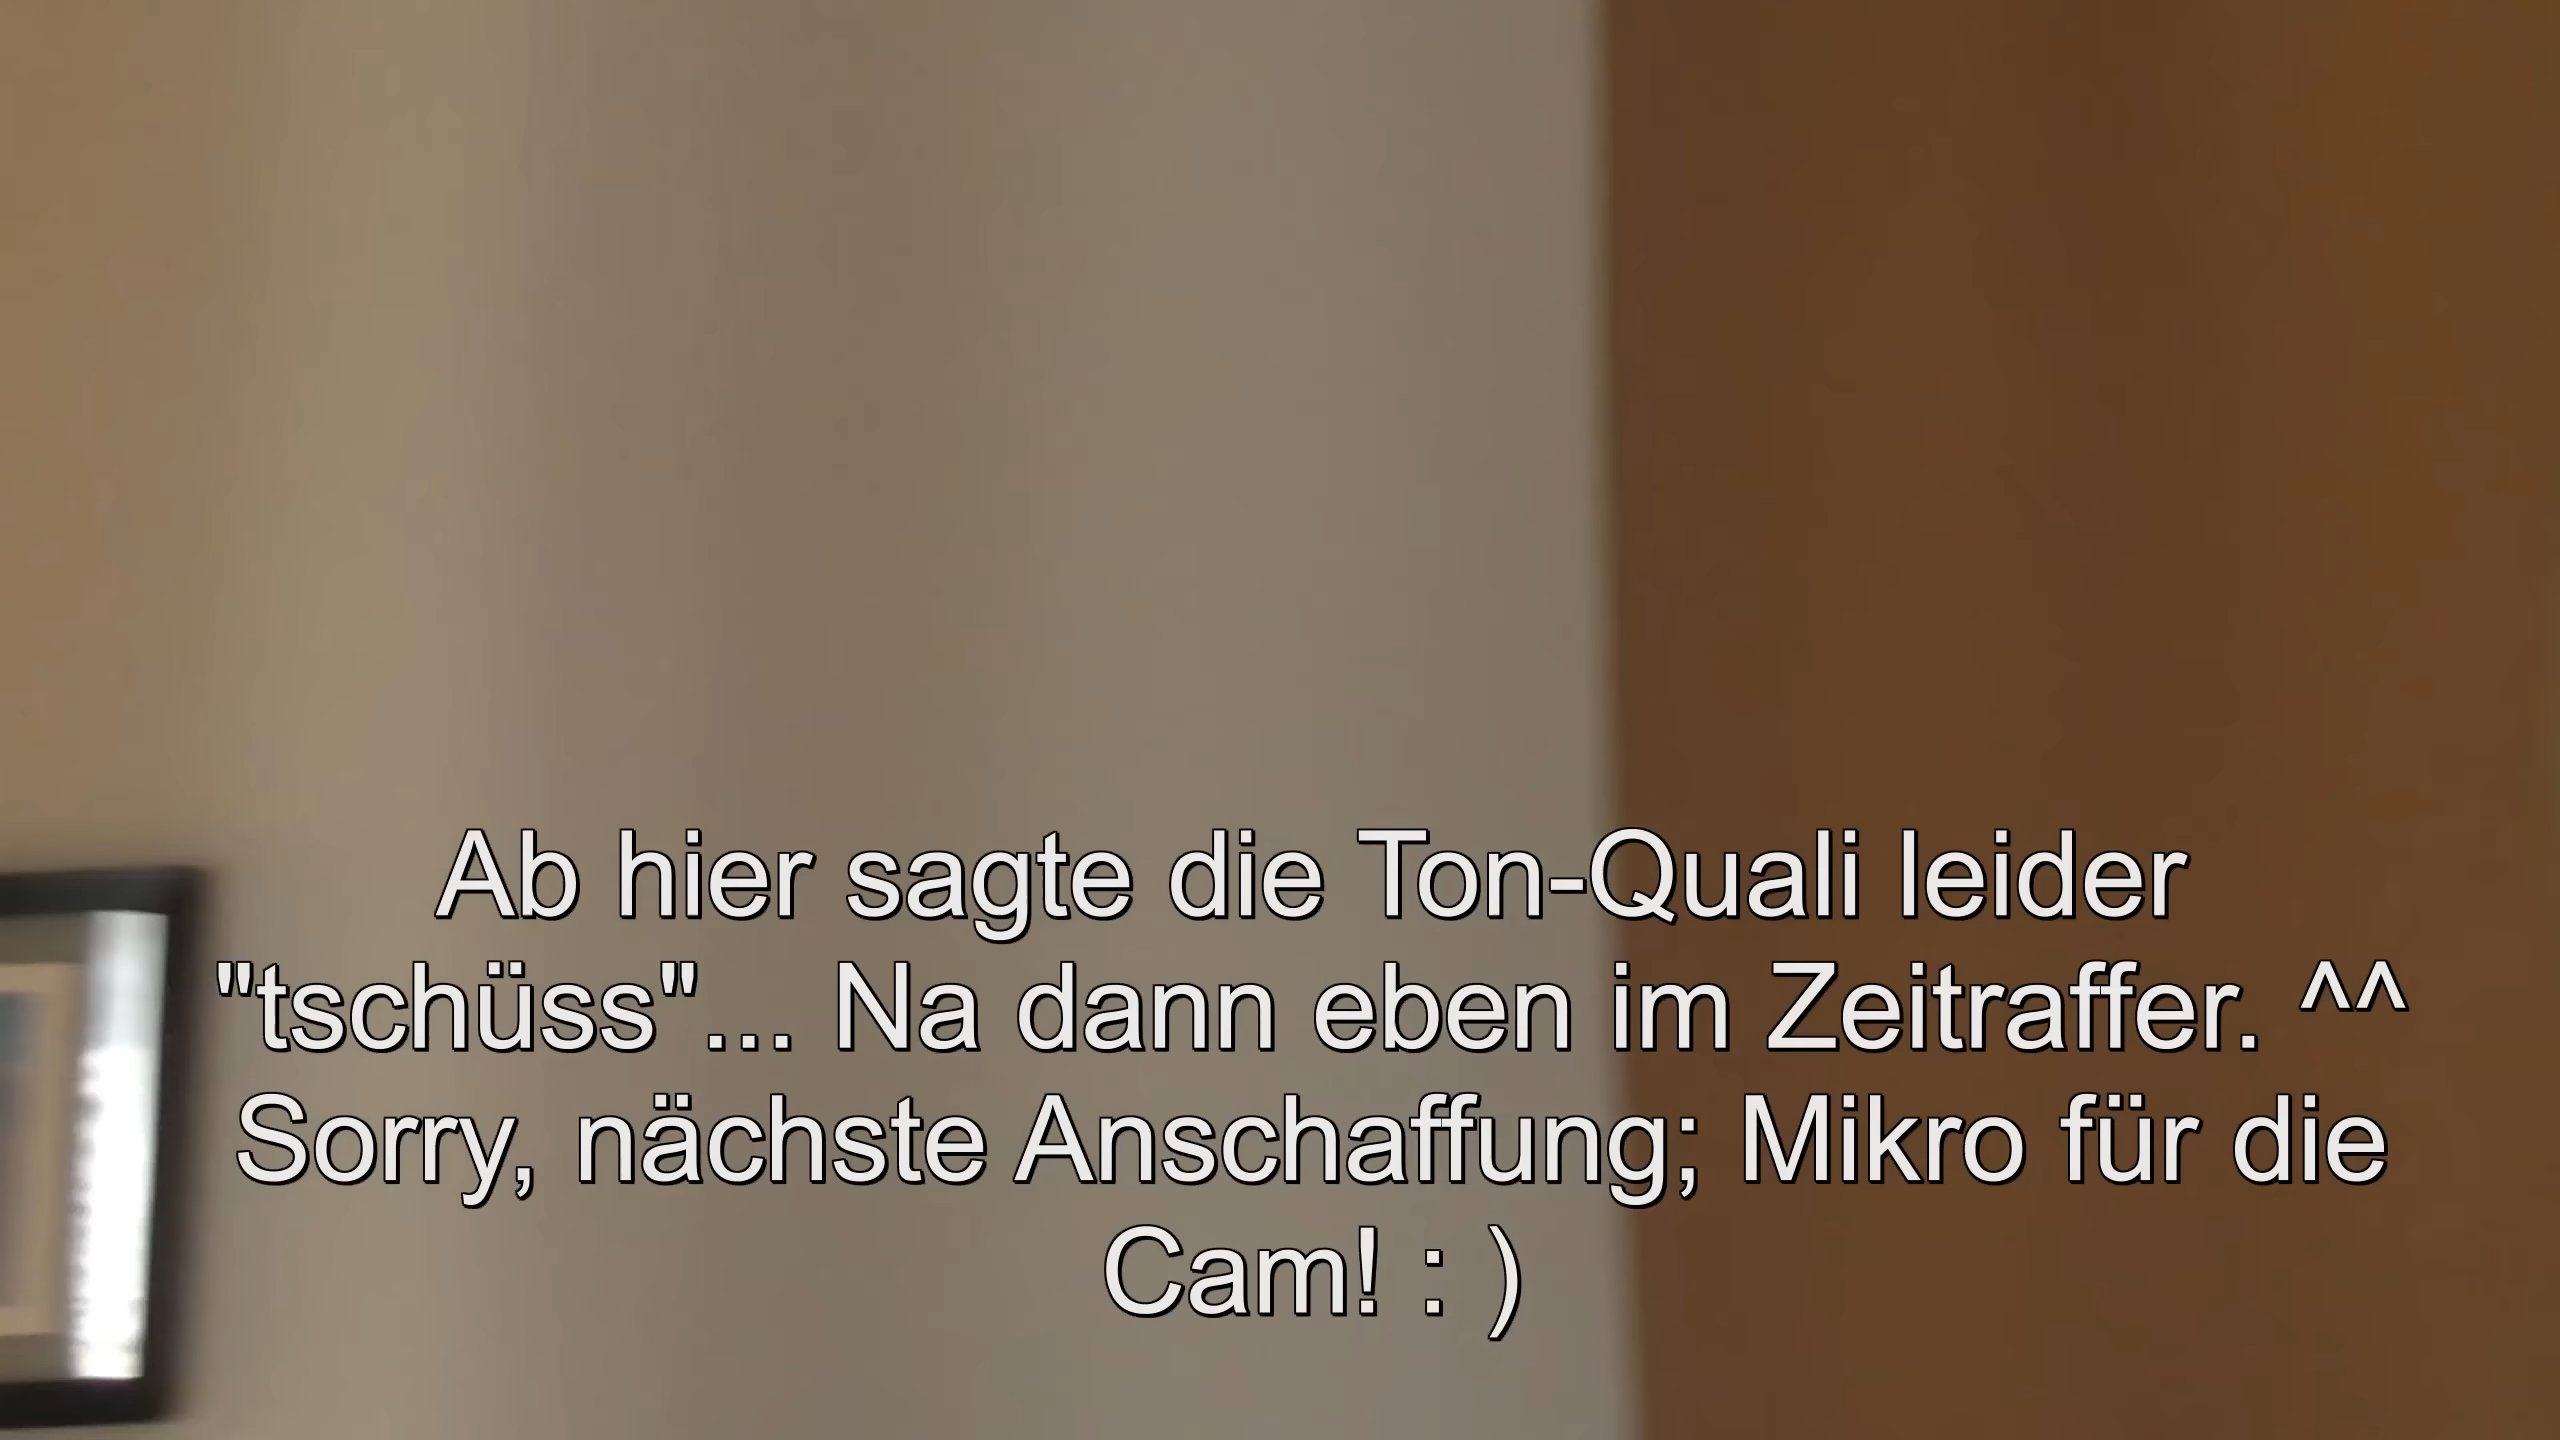 Ab hier sagte die Ton-Quali leider
"tschüss"... Na dann eben im Zeitraffer. ^^
Sorry, nächste Anschaffung; Mikro für die
Cam! : )